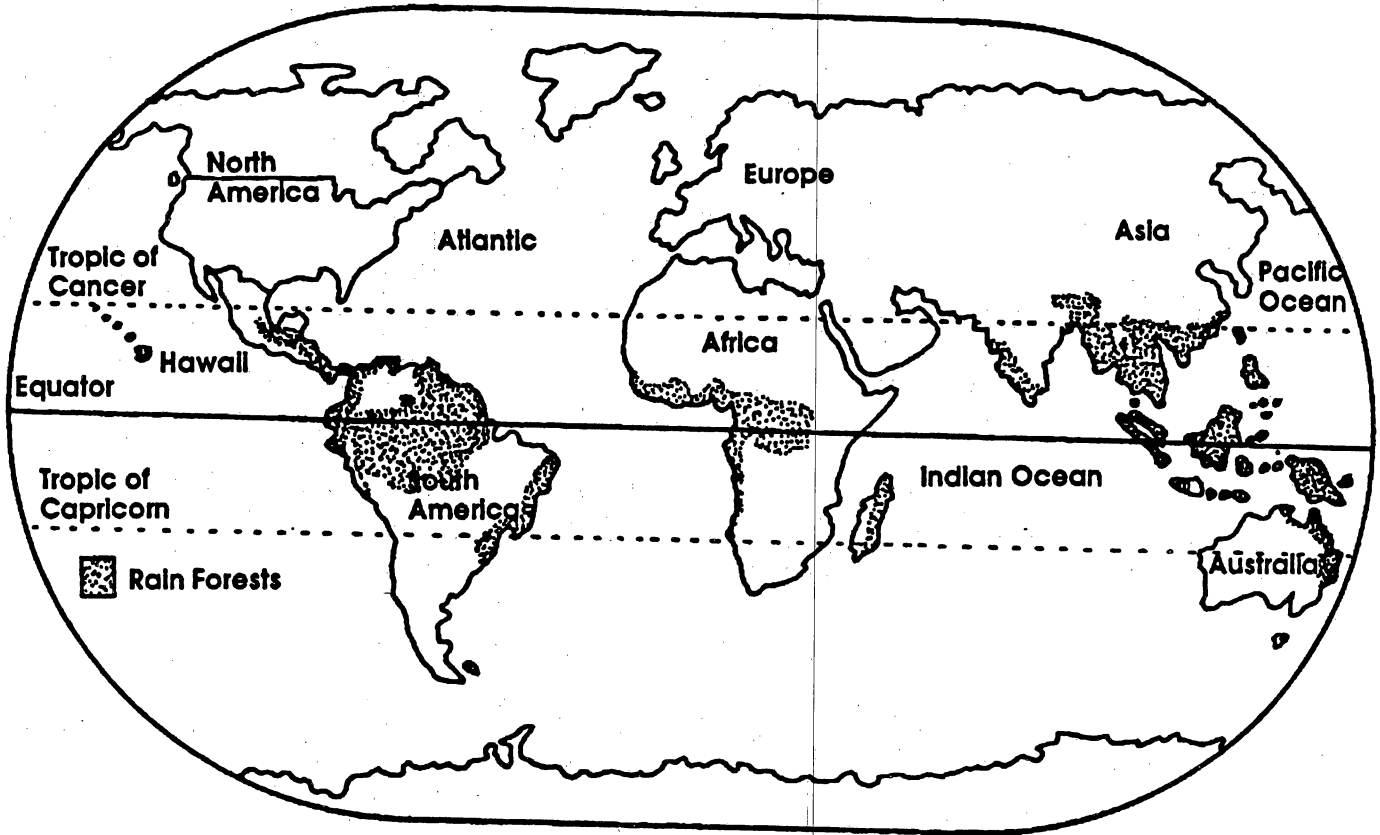 North
America
Europe
Atlantic
Asia
Tropic of
Cancer
Pacific
Ocean
Africa
Hawaii
Equator
Tropic of
Capricorn
South
America
Indian Ocean
Australia
Rain Forests